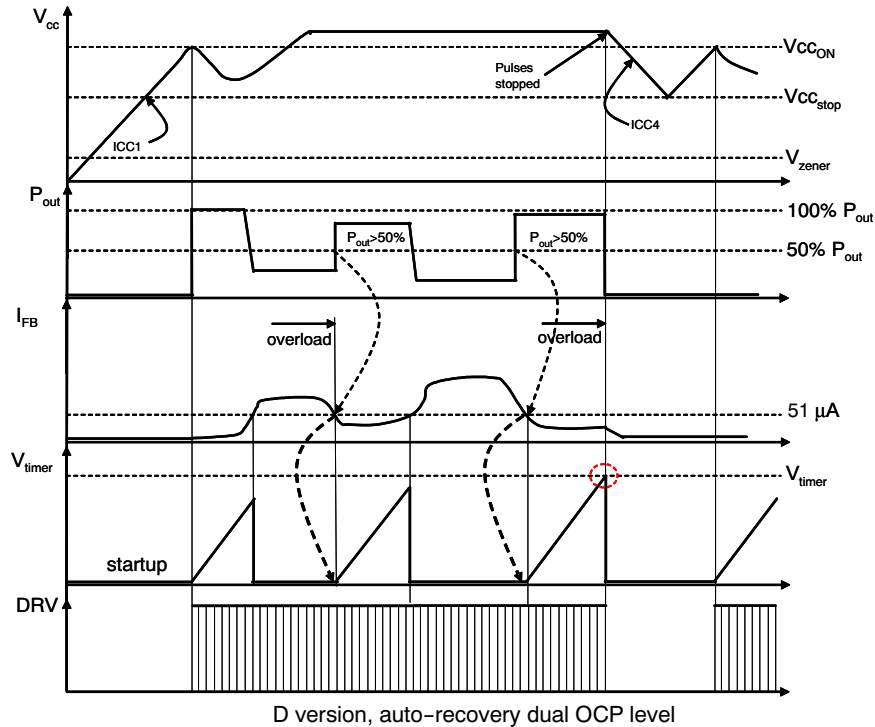 Vcc
VccON
Pulses
stopped
Vccstop
ICC1
ICC4
Vzener
Pout
100% Pout
Pout>50%
Pout>50%
50% Pout
IFB
overload
overload
51 µA
Vtimer
Vtimer
startup
DRV
D version, auto-recovery dual OCP level